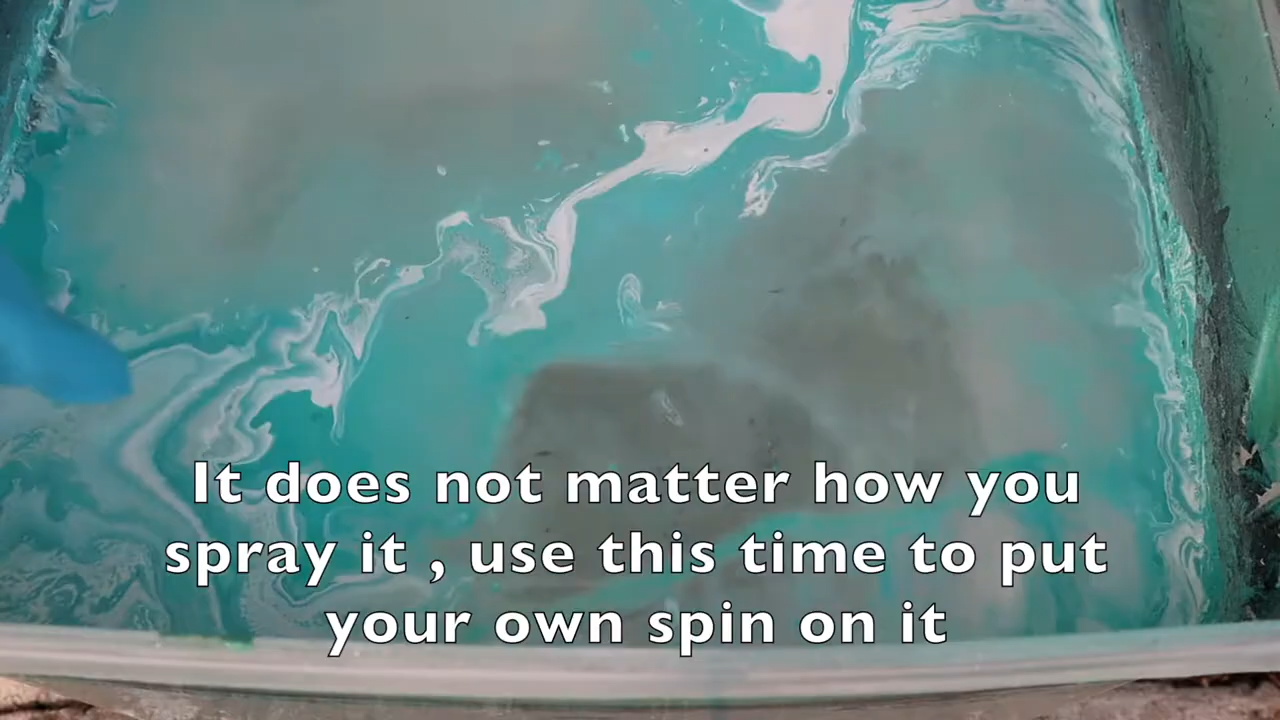 It does not matter how you
spray it , use this time to put
your own spin on it